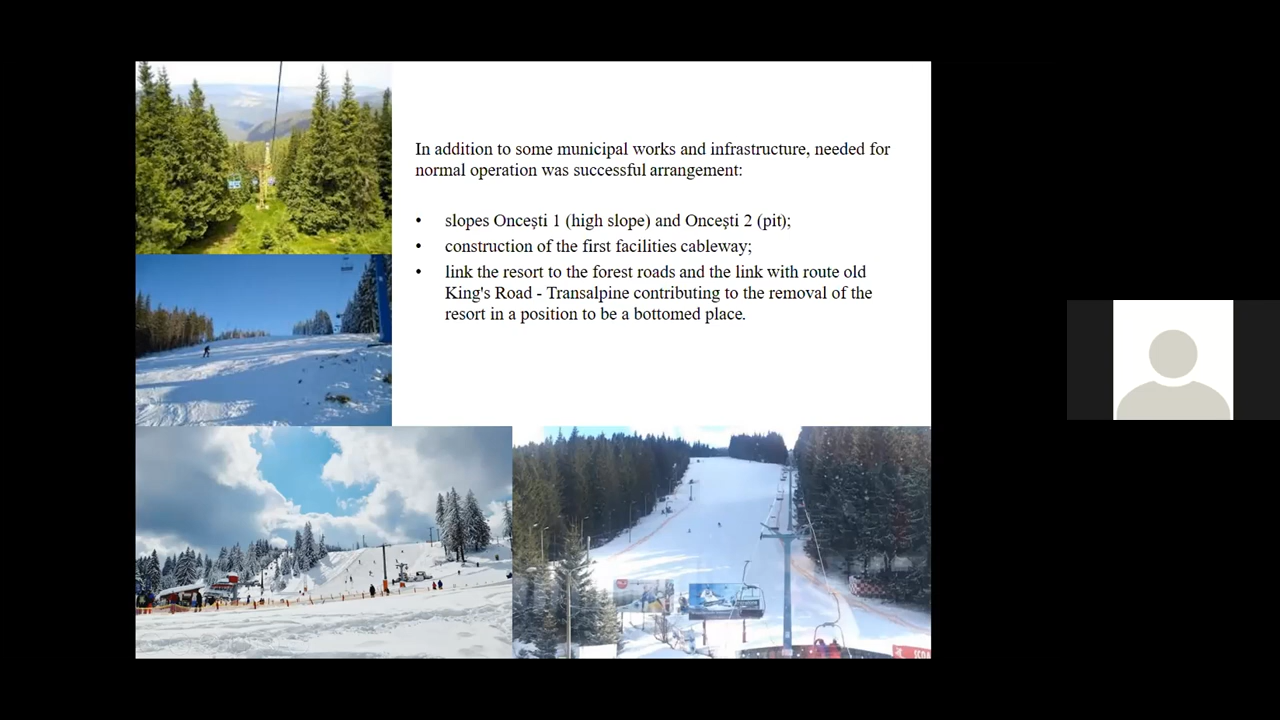 In addition to some municipal works and infrastructure, needed for
normal operation was successful arrangement:
• slopes Oncești 1 (high slope) and Oncești 2 (pit);
• construction of the first facilities cableway;
• link the resort to the forest roads and the link with route old
King's Road - Transalpine contributing to the removal of the
resort in a position to be a bottomed place.